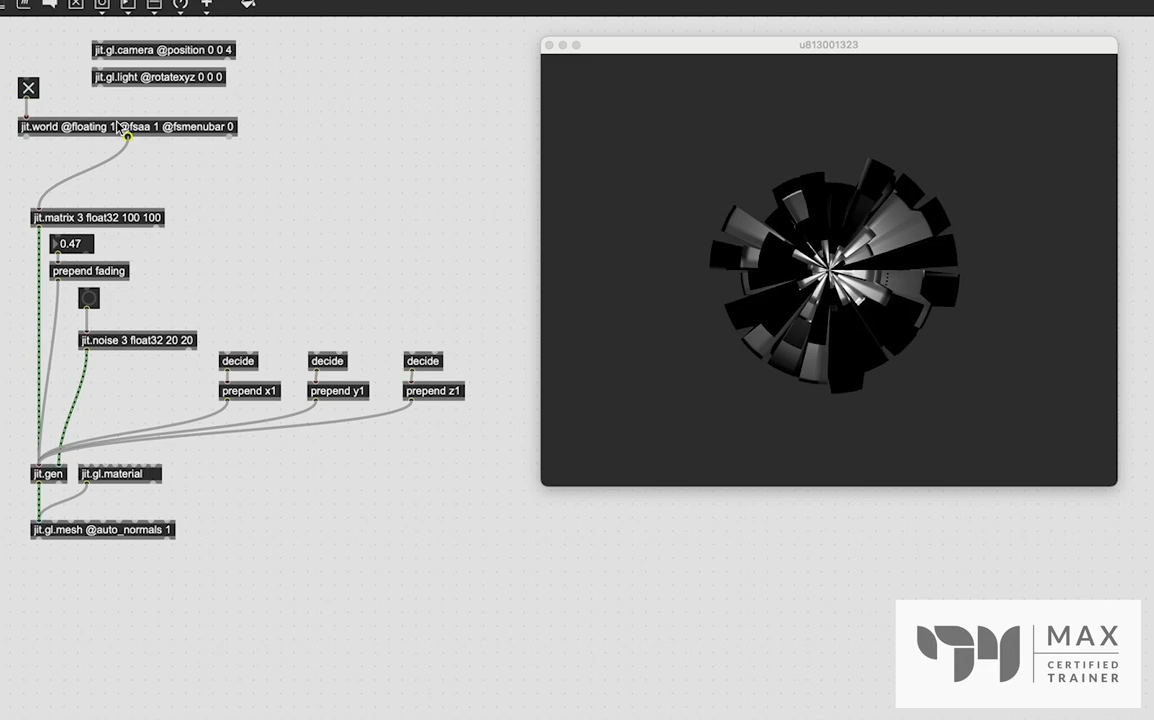 jit.gl.camera @position 0 0 4
jit.gl.light @rotatexyz 0 0 0
jit.world @floating 1 @fsaa 1 @fsmenubar 0
jit.matrix 3 float32 100 100
0.47
prepend fading
jit.noise 3 float32 20 20
decide
decide
decide
prepend x1
prepend y1
prepend z1
jit.gen
jit.gl.material
jit.gl.mesh @auto_normals 1
u813001323
MAX
CERTIFIED
TRAINER